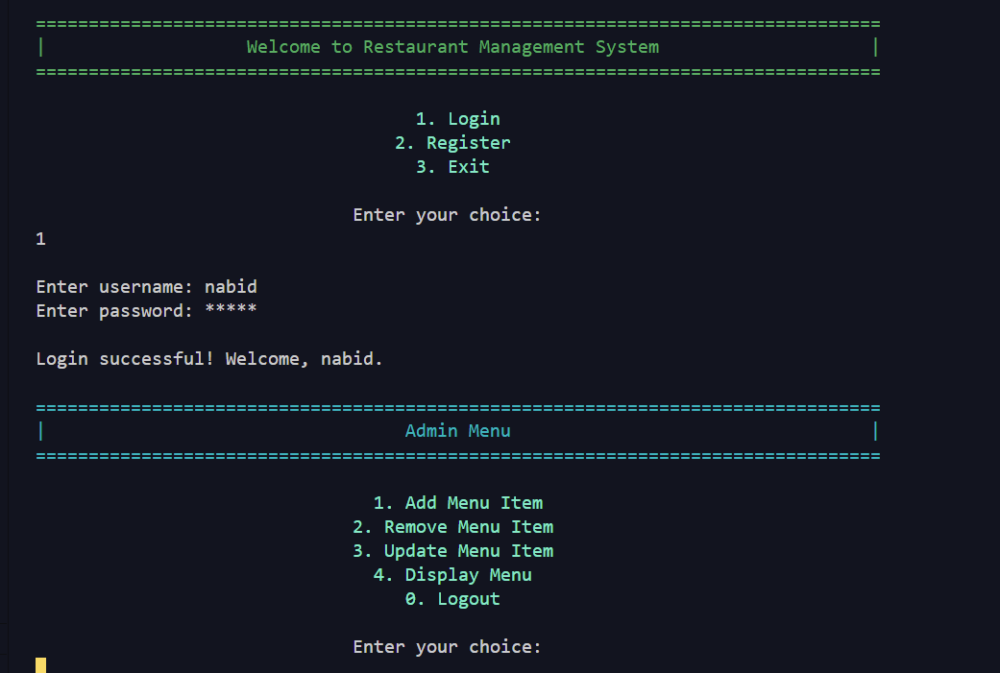 ================================================================================
| Welcome to Restaurant Management System |
================================================================================
1. Login
2. Register
3. Exit
Enter your choice:
1
Enter username: nabid
Enter password: *****
Login successful! Welcome, nabid.
================================================================================
| Admin Menu |
================================================================================
1. Add Menu Item
2. Remove Menu Item
3. Update Menu Item
4. Display Menu
0. Logout
Enter your choice: